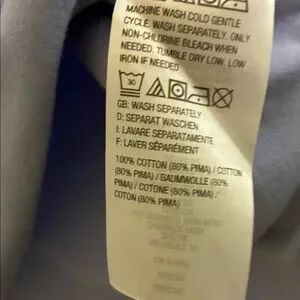 MACHINE WASH COLD GENTLE
CYCLE. WASH SEPARATELY. ONLY
NON-CHLORINE BLEACH WHEN
NEEDED. TUMBLE DRY LOW. LOW
IRON IF NEEDED
30
GB: WASH SEPARATELY
D: SEPARAT WASCHEN
I: LAVARE SEPARATAMENTE
F: LAVER SÉPARÉMENT
100% COTTON (80% PIMA) / COTTON
(80% PIMA) / BAUMWOLLE (80%
PIMA) / COTONE (80% PIMA) /
COTON (80% PIMA)